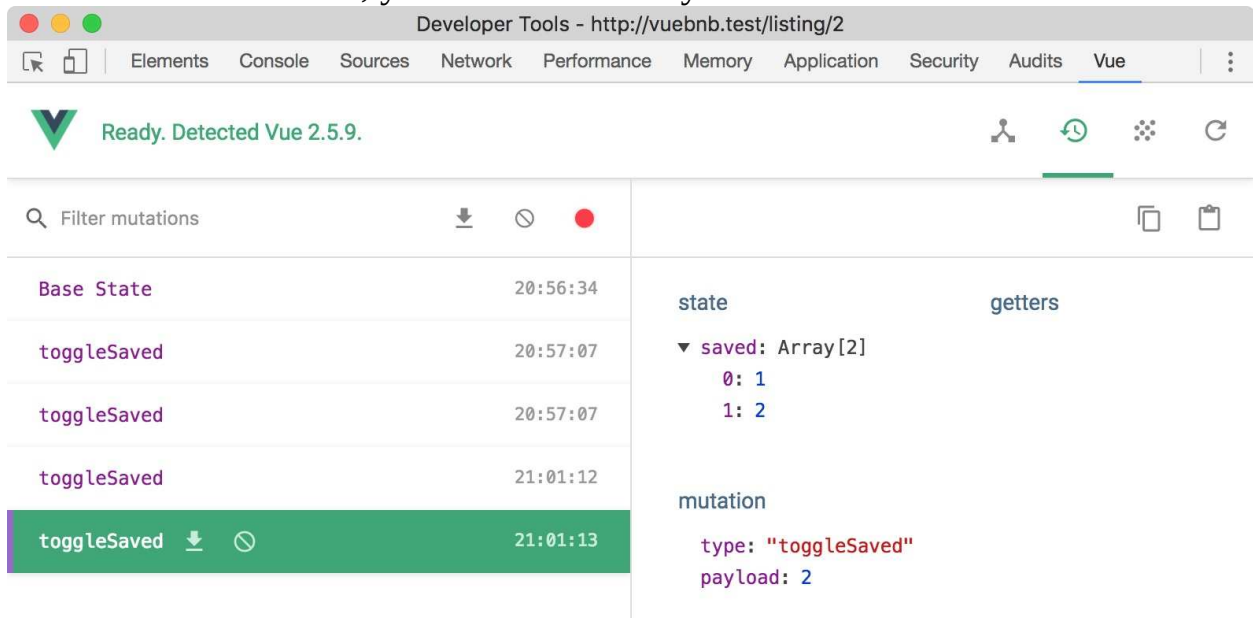 Developer Tools - http://vuebnb.test/listing/2
Elements Console Sources Network Performance Memory Application Security Audits Vue
Ready. Detected Vue 2.5.9.
Filter mutations
Base State 20:56:34
toggleSaved 20:57:07
toggleSaved 20:57:07
toggleSaved 21:01:12
toggleSaved 21:01:13
state getters
saved: Array[2]
0: 1
1: 2
mutation
type: "toggleSaved"
payload: 2